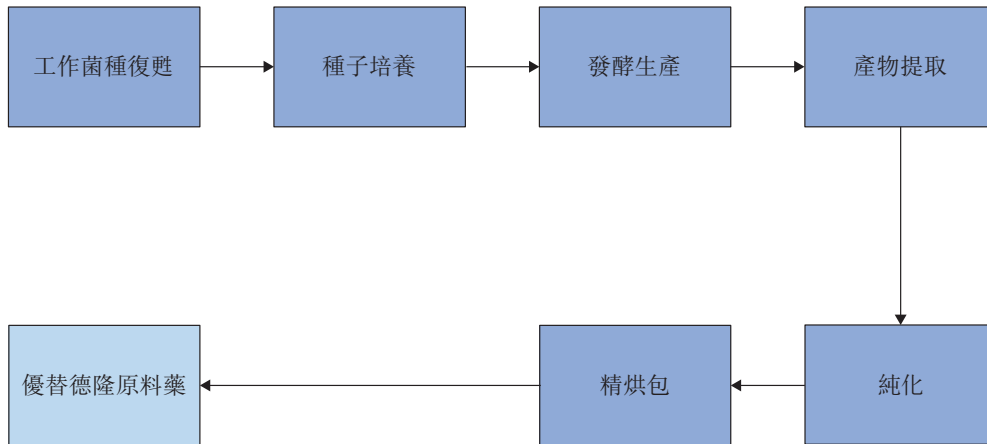 工作菌種復甦
種子培養
發酵生產
產物提取
純化
精烘包
優替德隆原料藥